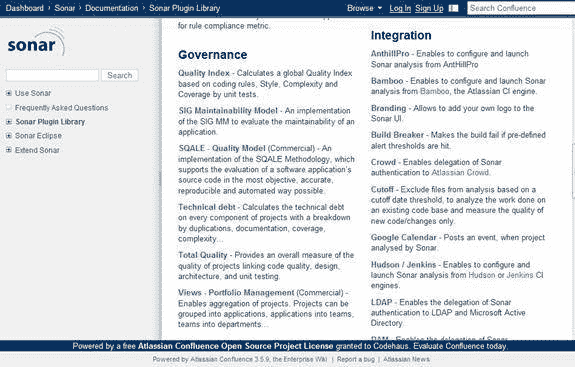 Dashboard › Sonar › Documentation › Sonar Plugin Library
Browse Log In Sign Up Search Confluence
sonar
Search
Use Sonar
Frequently Asked Questions
Sonar Plugin Library
Sonar Eclipse
Extend Sonar
for rule compliance metric.
Governance
Quality Index - Calculates a global Quality Index
based on coding rules, Style, Complexity and
Coverage by unit tests.
SIG Maintainability Model - An implementation
of the SIG MM to evaluate the maintainability of an
application.
SQALE - Quality Model (Commercial) - An
implementation of the SQALE Methodology, which
supports the evaluation of a software application's
source code in the most objective, accurate,
reproducible and automated way possible.
Technical debt - Calculates the technical debt
on every component of projects with a breakdown
by duplications, documentation, coverage,
complexity...
Total Quality - Provides an overall measure of the
quality of projects linking code quality, design,
architecture, and unit testing.
Views - Portfolio Management (Commercial) -
Enables aggregation of projects. Projects can be
grouped into applications, applications into teams,
teams into departments...
Integration
AnthillPro - Enables to configure and launch
Sonar analysis from AntHillPro
Bamboo - Enables to configure and launch Sonar
analysis from Bamboo, the Atlassian CI engine.
Branding - Allows to add your own logo to the
Sonar UI.
Build Breaker - Makes the build fail if pre-defined
alert thresholds are hit.
Crowd - Enables delegation of Sonar
authentication to Atlassian Crowd.
Cutoff - Exclude files from analysis based on a
cutoff date threshold, to analyze the work done on
an existing code base and measure the quality of
new code/changes only.
Google Calendar - Posts an event, when project
analysed by Sonar.
Hudson / Jenkins - Enables to configure and
launch Sonar analysis from Hudson or Jenkins CI
engines.
LDAP - Enables the delegation of Sonar
authentication to LDAP and Microsoft Active
Directory.
Powered by a free Atlassian Confluence Open Source Project License granted to Codehaus. Evaluate Confluence today.
Powered by Atlassian Confluence 3.5.9, the Enterprise Wiki | Report a bug | Atlassian News